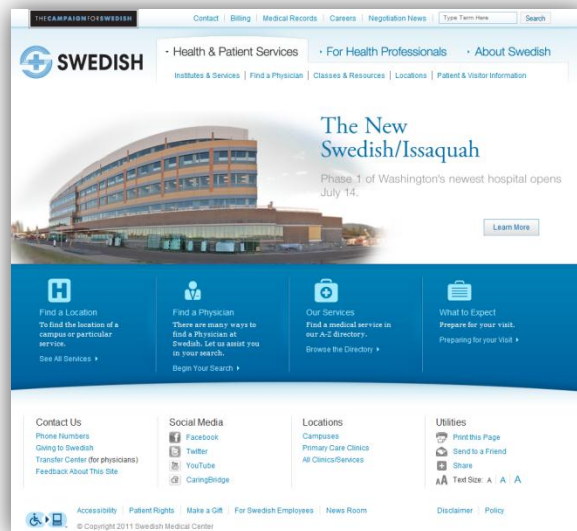 THE CAMPAIGN FOR SWEDISH
Contact | Billing | Medical Records | Careers | Negotiation News
Type Term Here
Search
SWEDISH
· Health & Patient Services
· For Health Professionals
· About Swedish
Institutes & Services | Find a Physician | Classes & Resources | Locations | Patient & Visitor Information
The New
Swedish/Issaquah
Phase 1 of Washington's newest hospital opens
July 14.
Learn More
H
Find a Location
To find the location of a
campus or particular
service.
See All Services
Find a Physician
There are many ways to
find a Physician at
Swedish. Let us assist you
in your search.
Begin Your Search
Our Services
Find a medical service in
our A-Z directory.
Browse the Directory
What to Expect
Prepare for your visit.
Preparing for your Visit
Contact Us
Phone Numbers
Giving to Swedish
Transfer Center (for physicians)
Feedback About This Site
Social Media
Facebook
Twitter
YouTube
CaringBridge
Locations
Campuses
Primary Care Clinics
All Clinics/Services
Utilities
Print this Page
Send to a Friend
Share
AA Text Size: A A A
Accessibility | Patient Rights | Make a Gift | For Swedish Employees | News Room
Disclaimer | Policy
© Copyright 2011 Swedish Medical Center